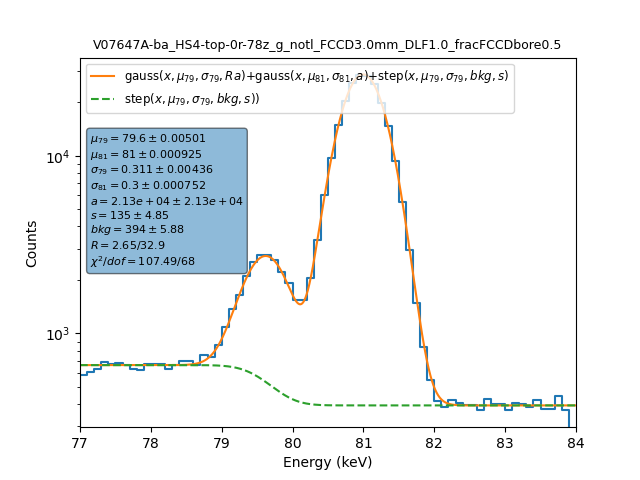 V07647A-ba_HS4-top-0r-78z_g_notl_FCCD3.0mm_DLF1.0_fracFCCDbore0.5
gauss(x, μ₇₉, σ₇₉, Ra)+gauss(x, μ₈₁, σ₈₁, a)+step(x, μ₇₉, σ₇₉, bkg, s)
step(x, μ₇₉, σ₇₉, bkg, s))
μ₇₉ = 79.6 ± 0.00501
μ₈₁ = 81 ± 0.000925
σ₇₉ = 0.311 ± 0.00436
σ₈₁ = 0.3 ± 0.000752
a = 2.13e + 04 ± 2.13e + 04
s = 135 ± 4.85
bkg = 394 ± 5.88
R = 2.65/32.9
χ²/dof = 107.49/68
10⁴
10³
Counts
77 78 79 80 81 82 83 84
Energy (keV)